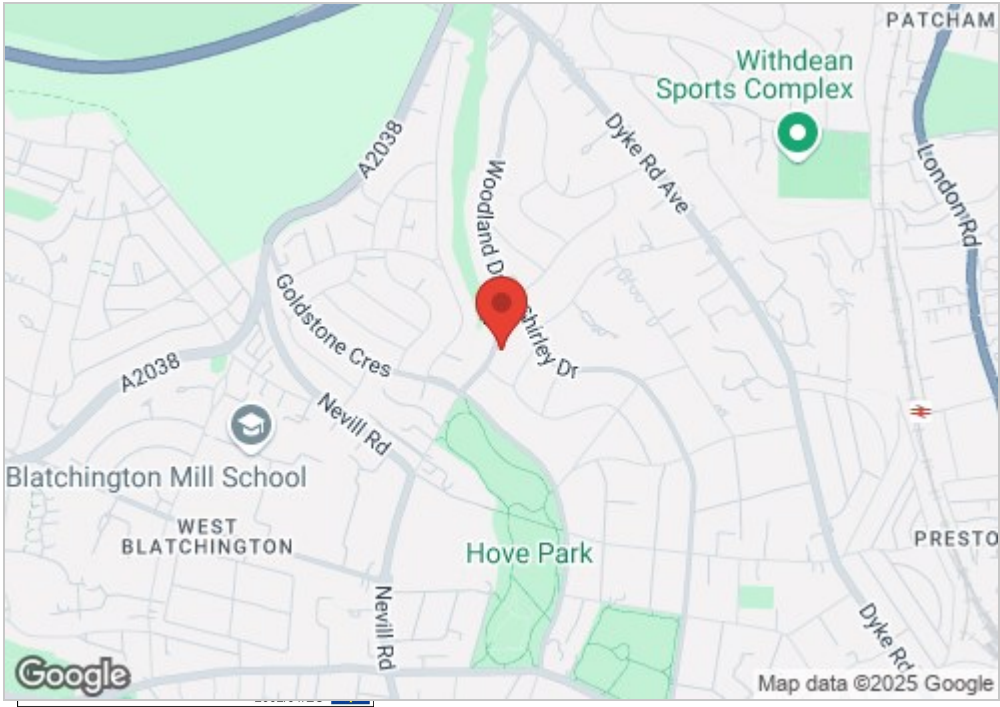 PATCHAM
Withdean
Sports Complex
A2038
Dyke Rd Ave
London Rd
Woodland D
Shirley Dr
Goldstone Cres
A2038
Nevill Rd
Blatchington Mill School
WEST
BLATCHINGTON
Hove Park
PRESTO
Nevill Rd
Dyke Rd
Google
Map data ©2025 Google